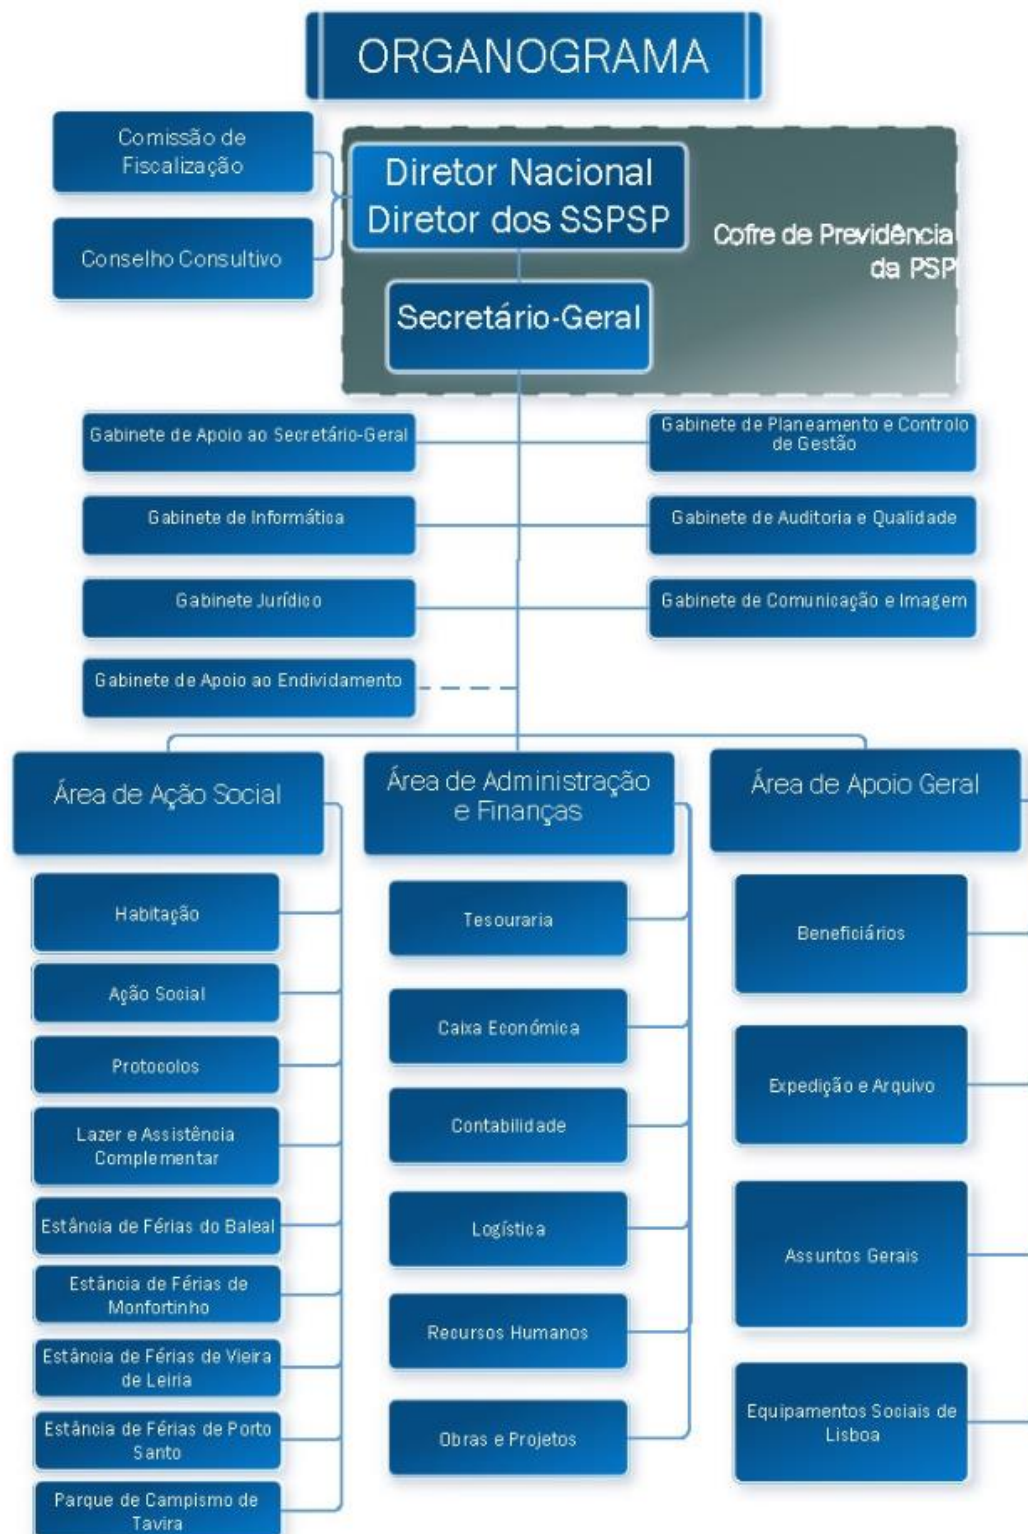 ORGANOGRAMA
Comissão de
Fiscalização
Conselho Consultivo
Diretor Nacional
Diretor dos SSPSP
Cofre de Previdência
da PSP
Secretário-Geral
Gabinete de Apoio ao Secretário-Geral
Gabinete de Planeamento e Controlo
de Gestão
Gabinete de Informática
Gabinete de Auditoria e Qualidade
Gabinete Jurídico
Gabinete de Comunicação e Imagem
Gabinete de Apoio ao Endividamento
Área de Ação Social
Habitação
Ação Social
Protocolos
Lazer e Assistência
Complementar
Estância de Férias do Baleal
Estância de Férias de
Monfortinho
Estância de Férias de Vieira
de Leiria
Estância de Férias de Porto
Santo
Parque de Campismo de
Tavira
Área de Administração
e Finanças
Tesouraria
Caixa Económica
Contabilidade
Logística
Recursos Humanos
Obras e Projetos
Área de Apoio Geral
Beneficiários
Expedição e Arquivo
Assuntos Gerais
Equipamentos Sociais de
Lisboa